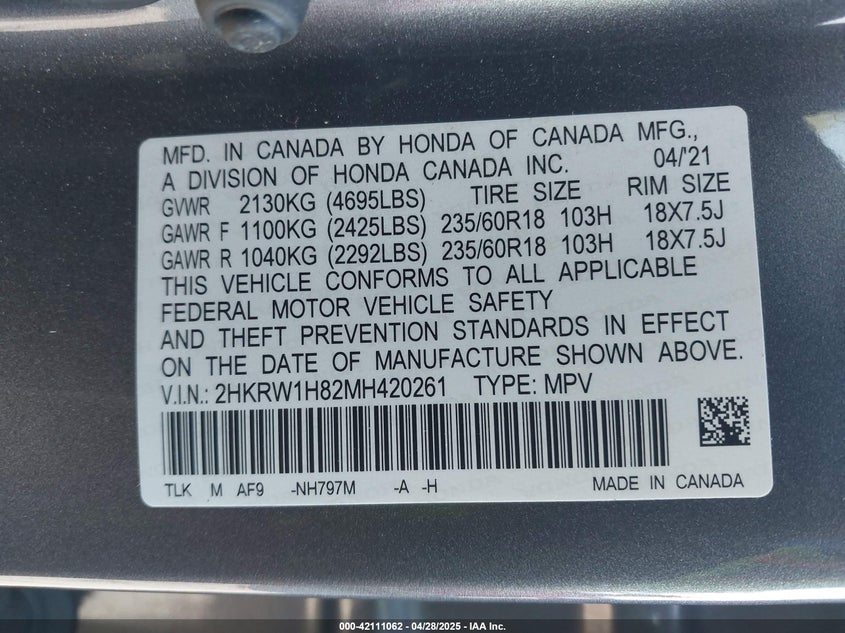 MFD. IN CANADA BY HONDA OF CANADA MFG.,
A DIVISION OF HONDA CANADA INC. 04/'21
GVWR 2130KG (4695LBS) TIRE SIZE RIM SIZE
GAWR F 1100KG (2425LBS) 235/60R18 103H 18X7.5J
GAWR R 1040KG (2292LBS) 235/60R18 103H 18X7.5J
THIS VEHICLE CONFORMS TO ALL APPLICABLE
FEDERAL MOTOR VEHICLE SAFETY
AND THEFT PREVENTION STANDARDS IN EFFECT
ON THE DATE OF MANUFACTURE SHOWN ABOVE.
V.I.N.: 2HKRW1H82MH420261 TYPE: MPV
TLK M AF9 -NH797M -A -H MADE IN CANADA
000-42111062 - 04/28/2025 - IAA Inc.